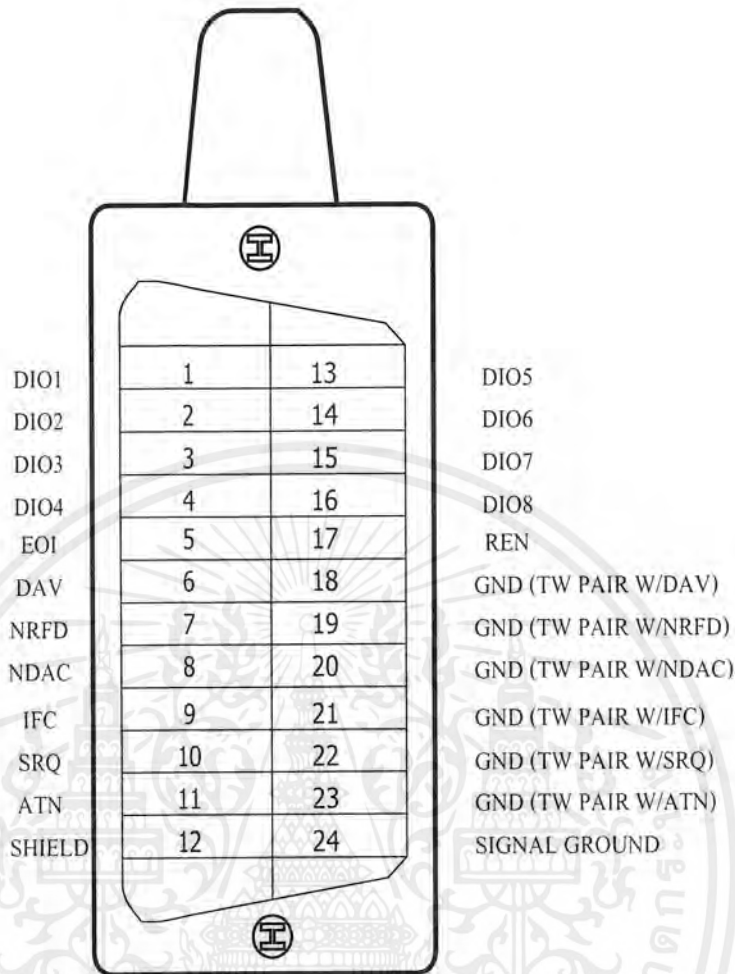 DIO1 1 13 DIO5
DIO2 2 14 DIO6
DIO3 3 15 DIO7
DIO4 4 16 DIO8
EOI 5 17 REN
DAV 6 18 GND (TW PAIR W/DAV)
NRFD 7 19 GND (TW PAIR W/NRFD)
NDAC 8 20 GND (TW PAIR W/NDAC)
IFC 9 21 GND (TW PAIR W/IFC)
SRQ 10 22 GND (TW PAIR W/SRQ)
ATN 11 23 GND (TW PAIR W/ATN)
SHIELD 12 24 SIGNAL GROUND